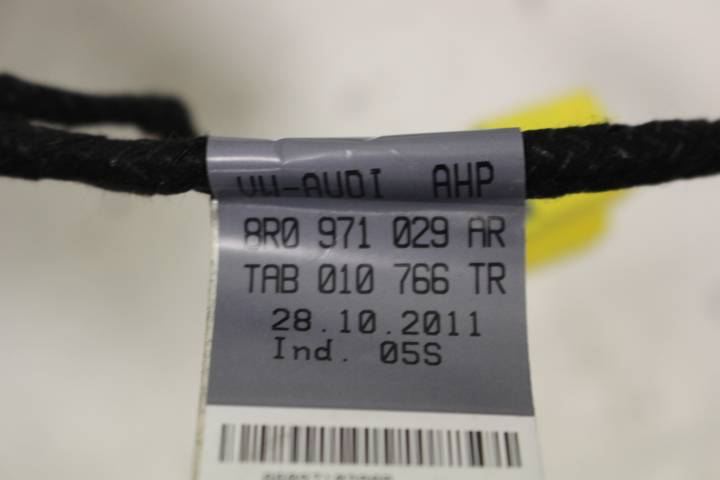 VW-AUDI AHP
8R0 971 029 AR
TAB 010 766 TR
28.10.2011
Ind. 05S